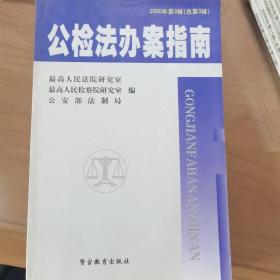 2000年第3辑(总第3辑)
公检法办案指南
最高人民法院研究室
最高人民检察院研究室 编
公安部法制局
GONGJIANFABANANZHINAN
警官教育出版社